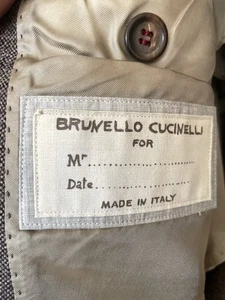 BRUNELLO CUCINELLI
FOR
Mr....................
Date..................
MADE IN ITALY